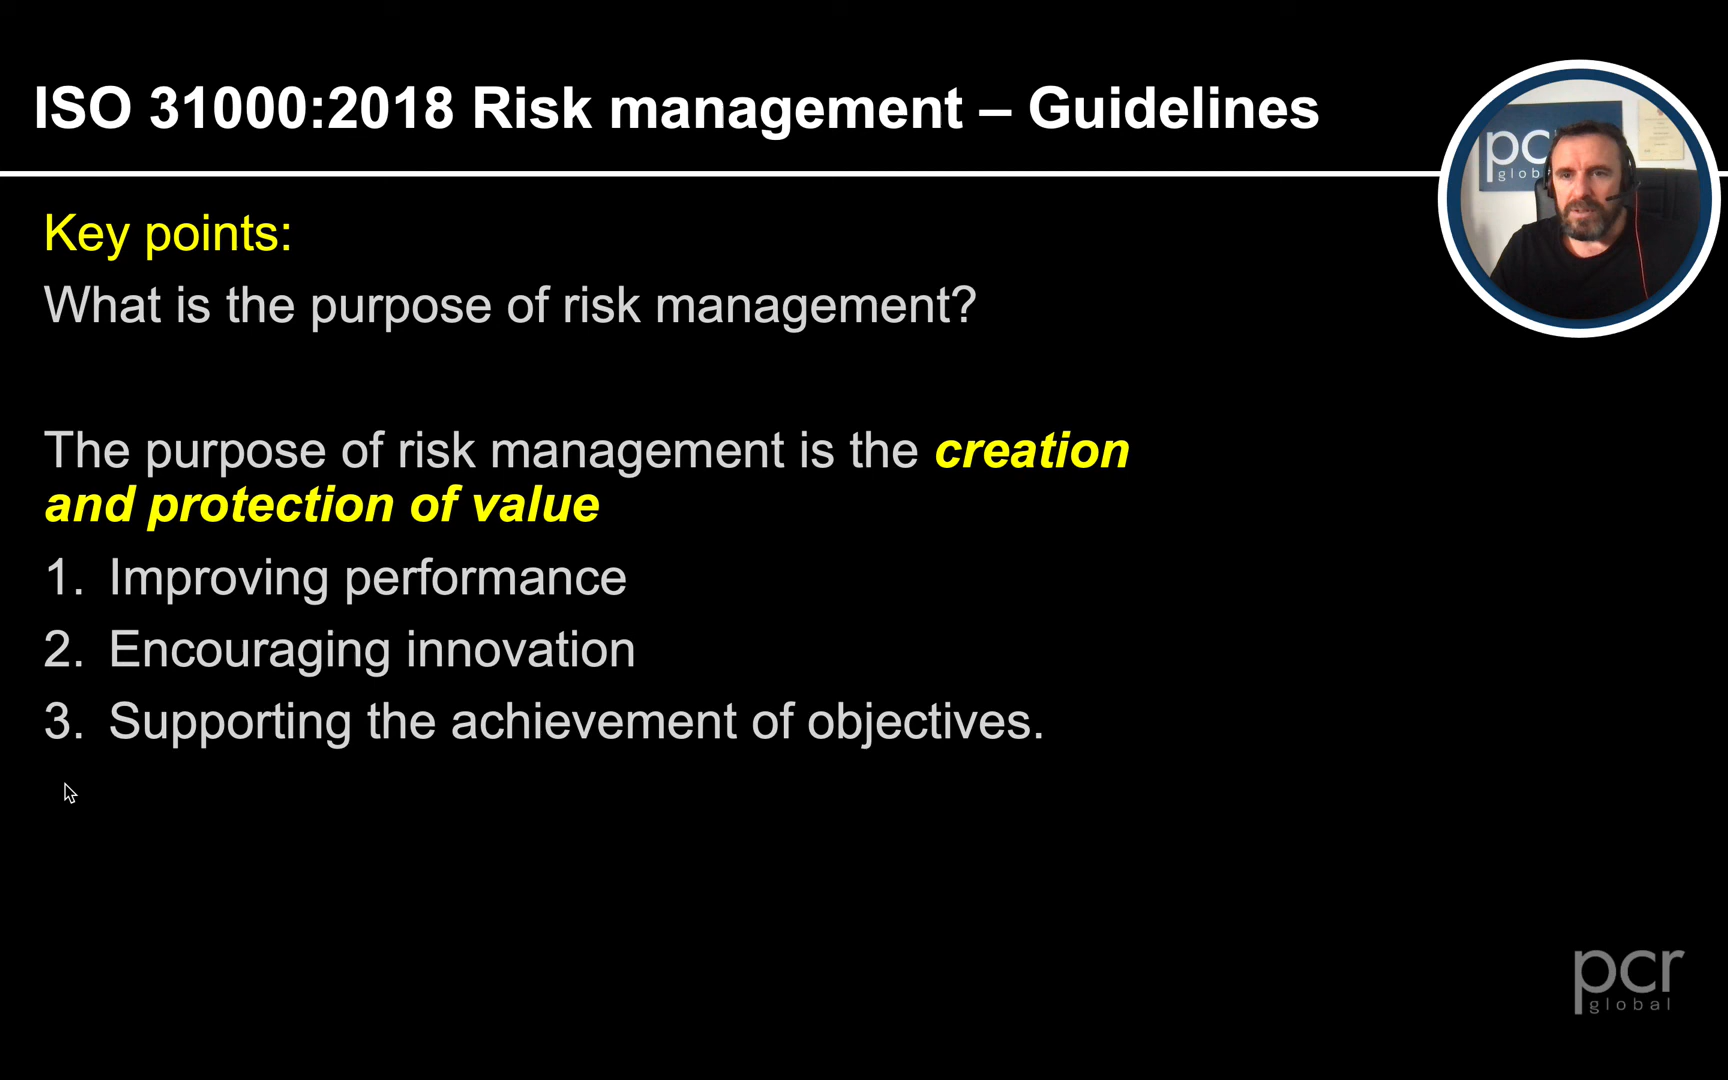 ISO 31000:2018 Risk management – Guidelines
Key points:
What is the purpose of risk management?
The purpose of risk management is the creation
and protection of value
1. Improving performance
2. Encouraging innovation
3. Supporting the achievement of objectives.
pcr
global